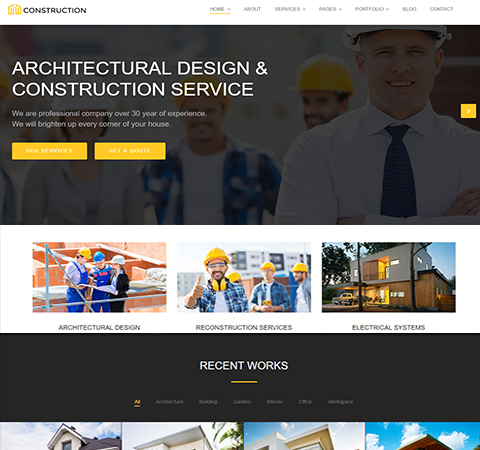 CONSTRUCTION
HOME ABOUT SERVICES PAGES PORTFOLIO BLOG CONTACT
ARCHITECTURAL DESIGN &
CONSTRUCTION SERVICE
We are professional company over 30 year of experience.
We will brighten up every corner of your house.
OUR SERVICES GET A QOUTE
ARCHITECTURAL DESIGN RECONSTRUCTION SERVICES ELECTRICAL SYSTEMS
RECENT WORKS
All Architecture Building Garden Interior Office Workspace